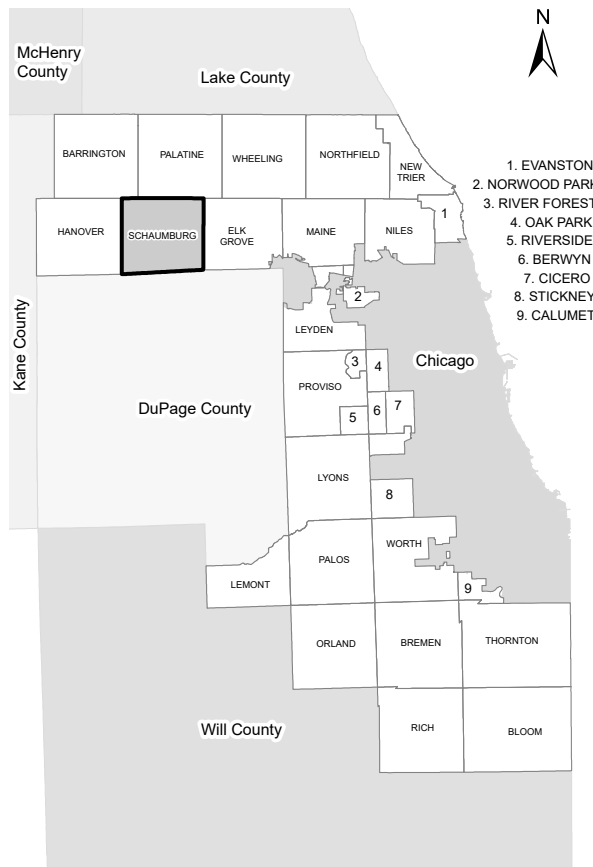 N
McHenry
County
Lake County
BARRINGTON
PALATINE
WHEELING
NORTHFIELD
NEW
TRIER
1. EVANSTON
2. NORWOOD PARK
3. RIVER FOREST
4. OAK PARK
5. RIVERSIDE
6. BERWYN
7. CICERO
8. STICKNEY
9. CALUMET
HANOVER
SCHAUMBURG
ELK
GROVE
MAINE
NILES
1
2
Kane County
LEYDEN
Chicago
3
4
PROVISO
DuPage County
5
6
7
LYONS
8
WORTH
PALOS
LEMONT
9
ORLAND
BREMEN
THORNTON
Will County
RICH
BLOOM